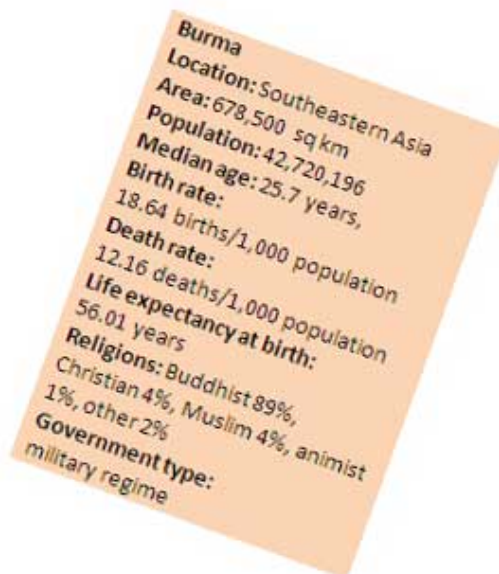 Burma
Location: Southeastern Asia
Area: 678,500 sq km
Population: 42,720,196
Median age: 25.7 years,
Birth rate:
18.64 births/1,000 population
Death rate:
12.16 deaths/1,000 population
Life expectancy at birth:
56.01 years
Religions: Buddhist 89%,
Christian 4%, Muslim 4%, animist
1%, other 2%
Government type:
military regime